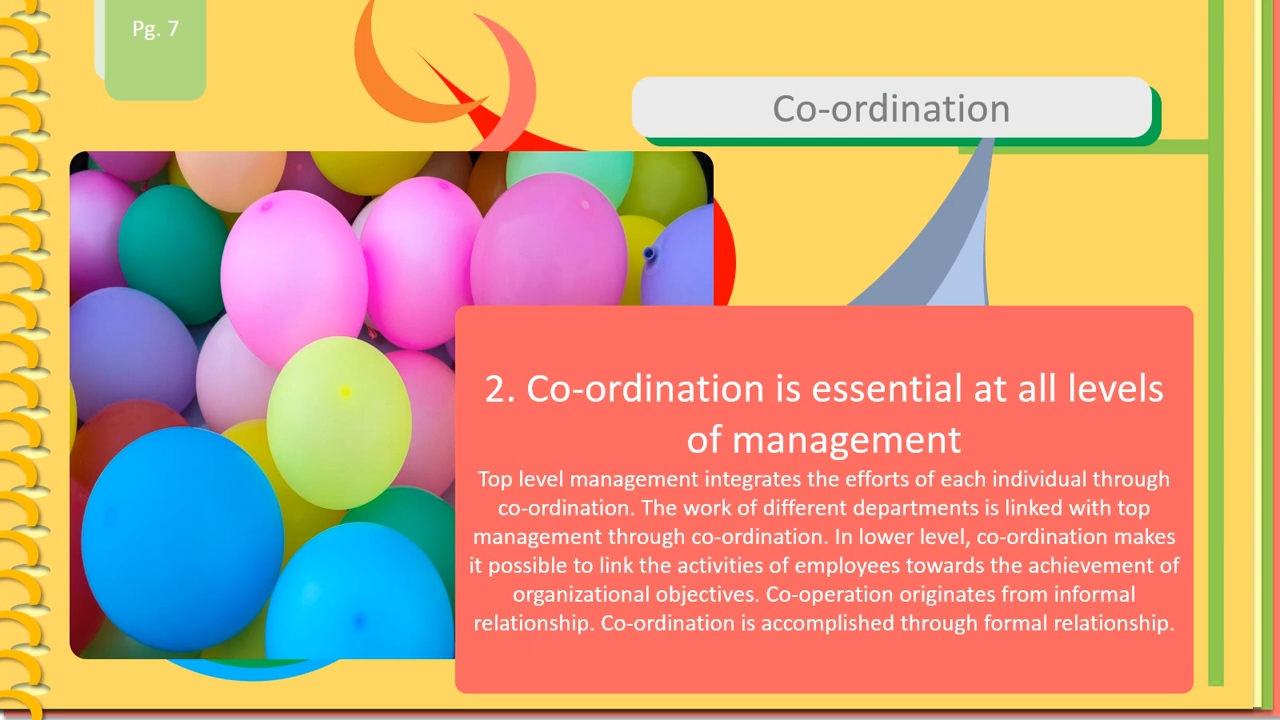 Pg. 7
Co-ordination
2. Co-ordination is essential at all levels
of management
Top level management integrates the efforts of each individual through
co-ordination. The work of different departments is linked with top
management through co-ordination. In lower level, co-ordination makes
it possible to link the activities of employees towards the achievement of
organizational objectives. Co-operation originates from informal
relationship. Co-ordination is accomplished through formal relationship.